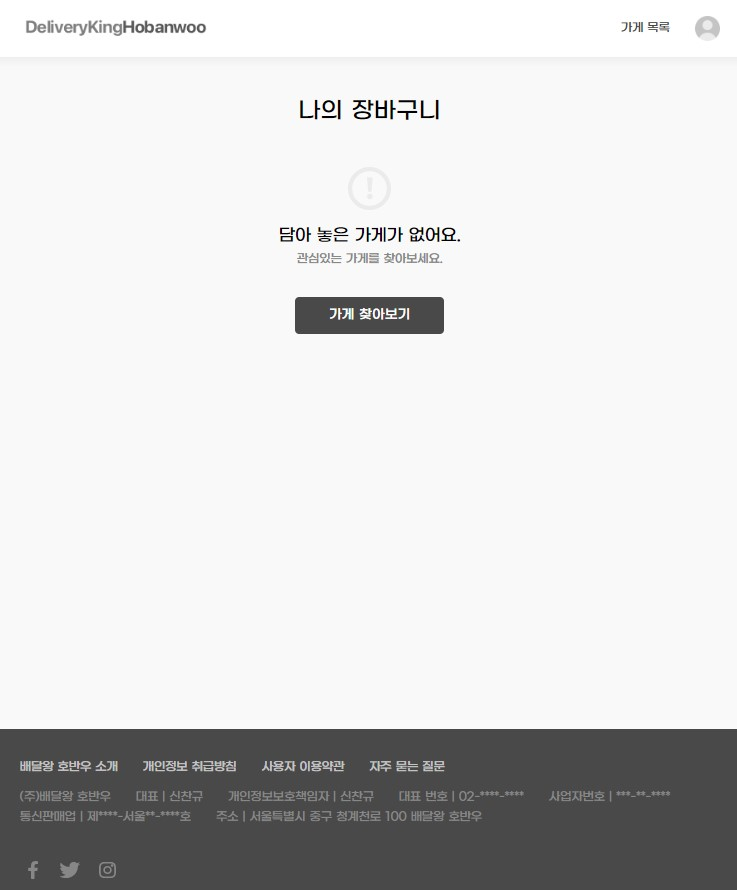 DeliveryKingHobanwoo 가게 목록
나의 장바구니
담아 놓은 가게가 없어요.
관심있는 가게를 찾아보세요.
가게 찾아보기
배달왕 호반우 소개 개인정보 취급방침 사용자 이용약관 자주 묻는 질문
(주)배달왕 호반우 대표 | 신찬규 개인정보보호책임자 | 신찬규 대표 번호 | 02-****-**** 사업자번호 | ***-**-****
통신판매업 | 제****-서울**-****호 주소 | 서울특별시 중구 청계천로 100 배달왕 호반우